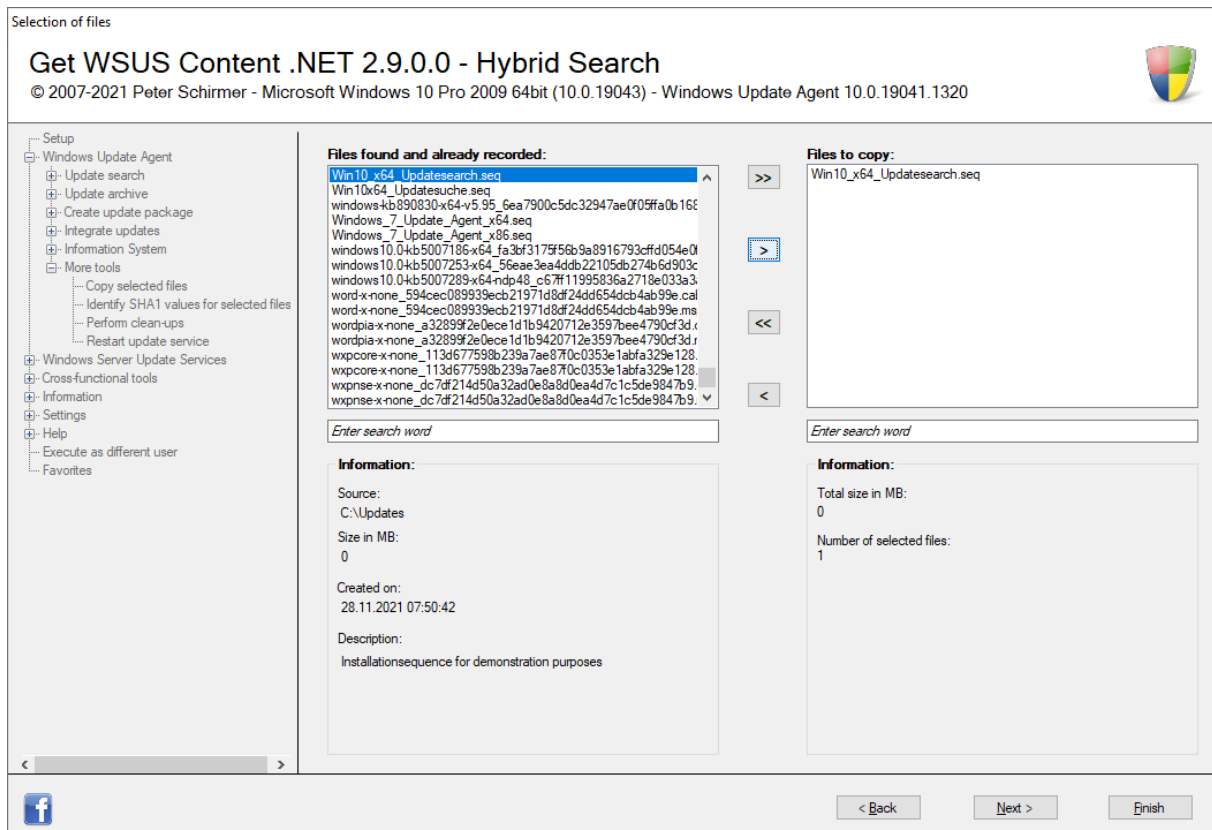 Selection of files
Get WSUS Content .NET 2.9.0.0 - Hybrid Search
© 2007-2021 Peter Schirmer - Microsoft Windows 10 Pro 2009 64bit (10.0.19043) - Windows Update Agent 10.0.19041.1320
Setup
Windows Update Agent
Update search
Update archive
Create update package
Integrate updates
Information System
More tools
Copy selected files
Identify SHA1 values for selected files
Perform clean-ups
Restart update service
Windows Server Update Services
Cross-functional tools
Information
Settings
Help
Execute as different user
Favorites
Files found and already recorded:
Win10_x64_Updatesearch.seq
Win10x64_Updatesuche.seq
windows-kb890830-x64-v5.95_6ea7900c5dc32947ae0f05ffa0b168
Windows_7_Update_Agent_x64.seq
Windows_7_Update_Agent_x86.seq
windows10.0-kb5007186-x64_fa3bf3175f56b9a8916793cffd054e0f
windows10.0-kb5007253-x64_56eae3ea4ddb22105db274b6d903c
windows10.0-kb5007289-x64-ndp48_c67ff11995836a2718e033a3
word-x-none_594cec089939ecb21971d8df24dd654dcb4ab99e.cal
word-x-none_594cec089939ecb21971d8df24dd654dcb4ab99e.ms
wordpia-x-none_a32899f2e0ece1d1b9420712e3597bee4790cf3d.c
wordpia-x-none_a32899f2e0ece1d1b9420712e3597bee4790cf3d.r
wxpcore-x-none_113d677598b239a7ae87f0c0353e1abfa329e128.
wxpcore-x-none_113d677598b239a7ae87f0c0353e1abfa329e128.
wxpnse-x-none_dc7df214d50a32ad0e8a8d0ea4d7c1c5de9847b9.
wxpnse-x-none_dc7df214d50a32ad0e8a8d0ea4d7c1c5de9847b9.
Enter search word
Information:
Source:
C:\Updates
Size in MB:
0
Created on:
28.11.2021 07:50:42
Description:
Installationsequence for demonstration purposes
>>
>
<<
<
Files to copy:
Win10_x64_Updatesearch.seq
Enter search word
Information:
Total size in MB:
0
Number of selected files:
1
< Back
Next >
Finish